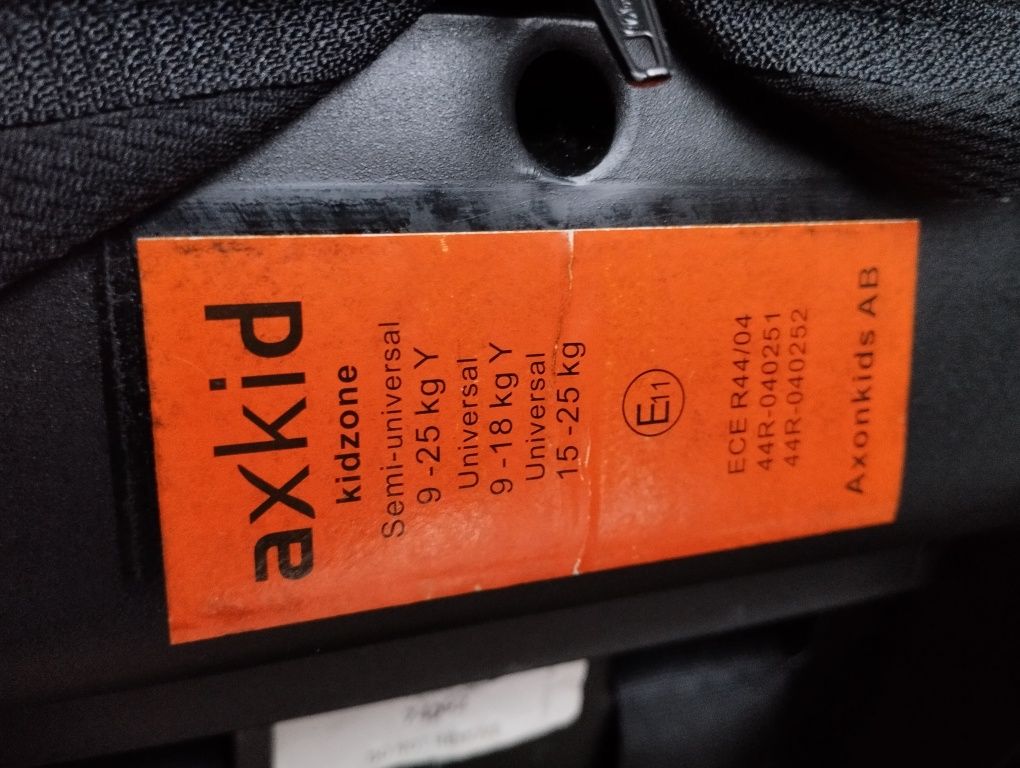 axkid
kidzone
Semi-universal
9 -25 kg Y
Universal
9 -18 kg Y
Universal
15 -25 kg
E11
ECE R44/04
44R-040251
44R-040252
Axonkids AB